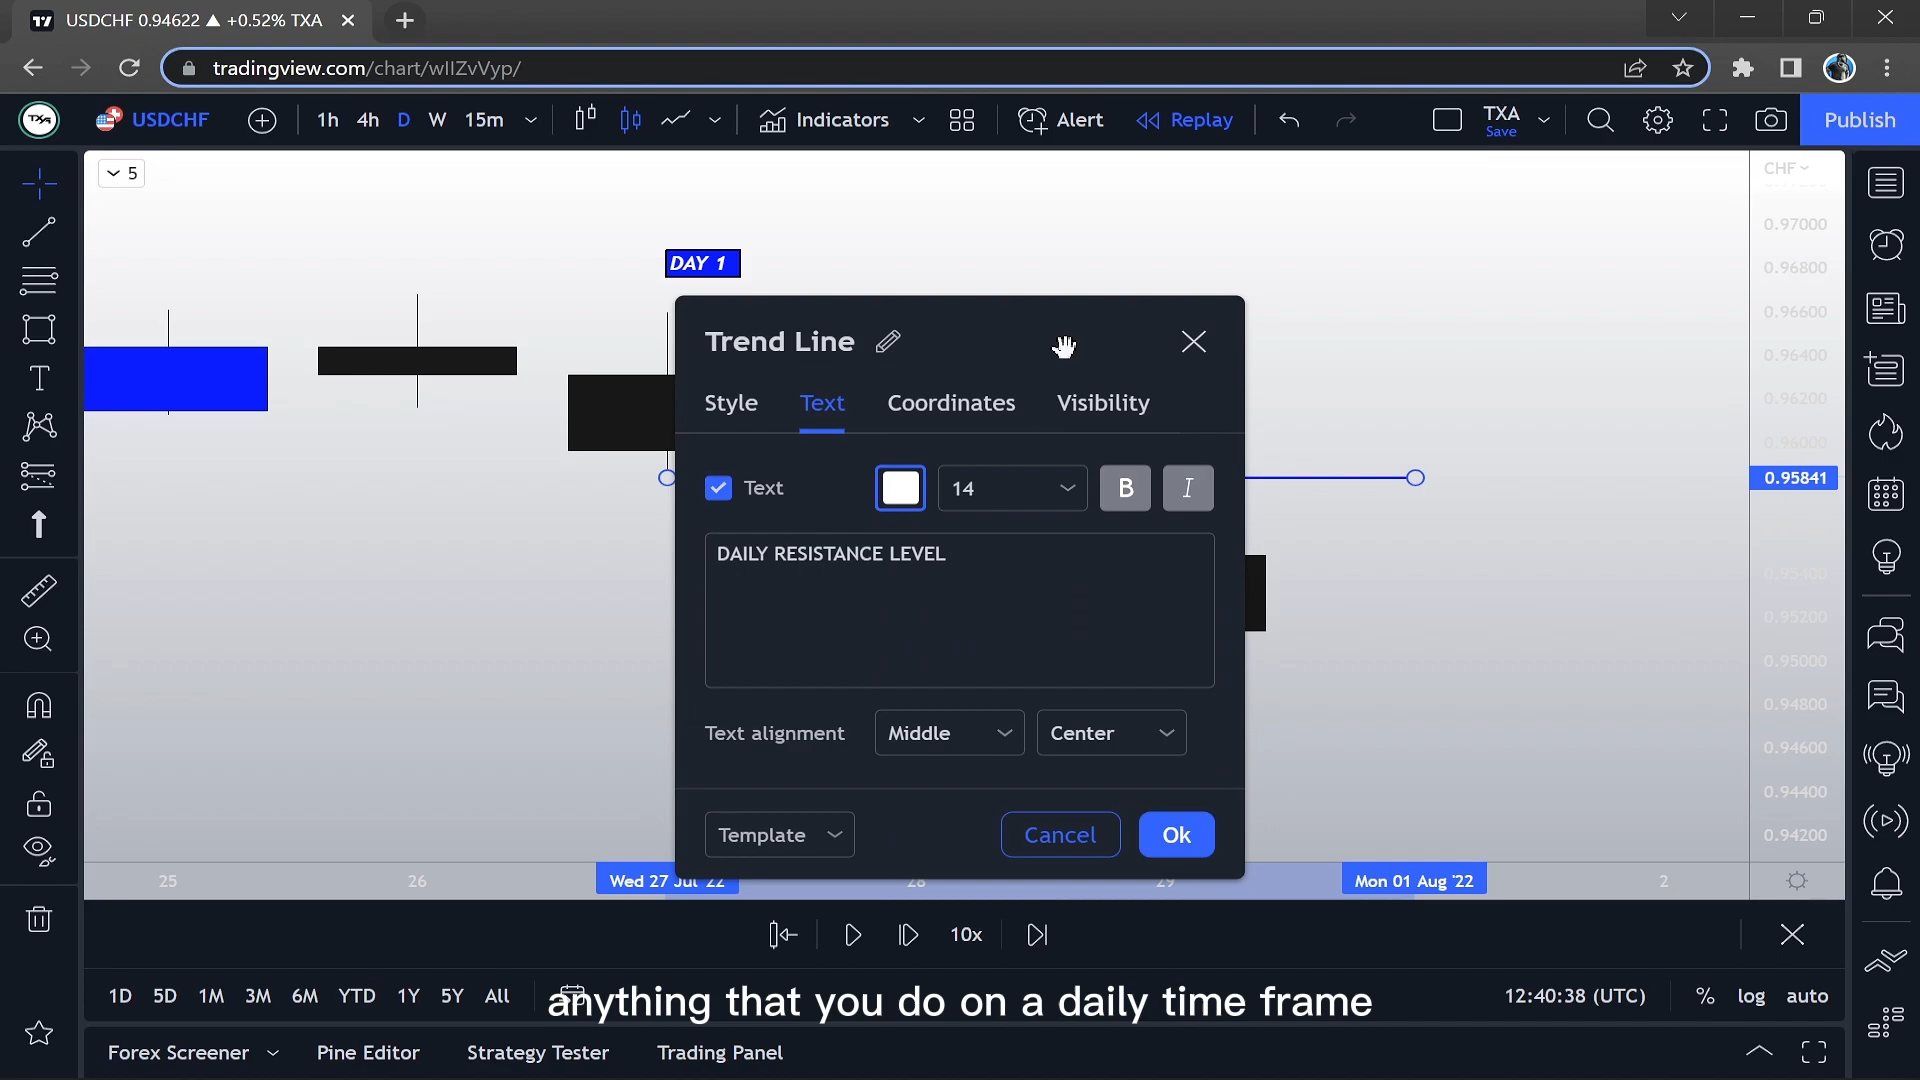 USDCHF 0.94622 ▲ +0.52% TXA
tradingview.com/chart/wIIZvVyp/
TXA USDCHF 1h 4h D W 15m Indicators Alert Replay TXA Save Publish
5
CHF
0.97000
DAY 1
0.96800
0.96600
Trend Line
0.96400
Style Text Coordinates Visibility
0.96200
0.96000
Text 14 B I
0.95841
DAILY RESISTANCE LEVEL
0.95400
0.95200
0.95000
0.94800
Text alignment Middle Center
0.94600
0.94400
Template Cancel Ok
0.94200
25 26 Wed 27 Jul '22 28 29 Mon 01 Aug '22 2
10x
1D 5D 1M 3M 6M YTD 1Y 5Y All
12:40:38 (UTC) % log auto
anything that you do on a daily time frame
Forex Screener Pine Editor Strategy Tester Trading Panel